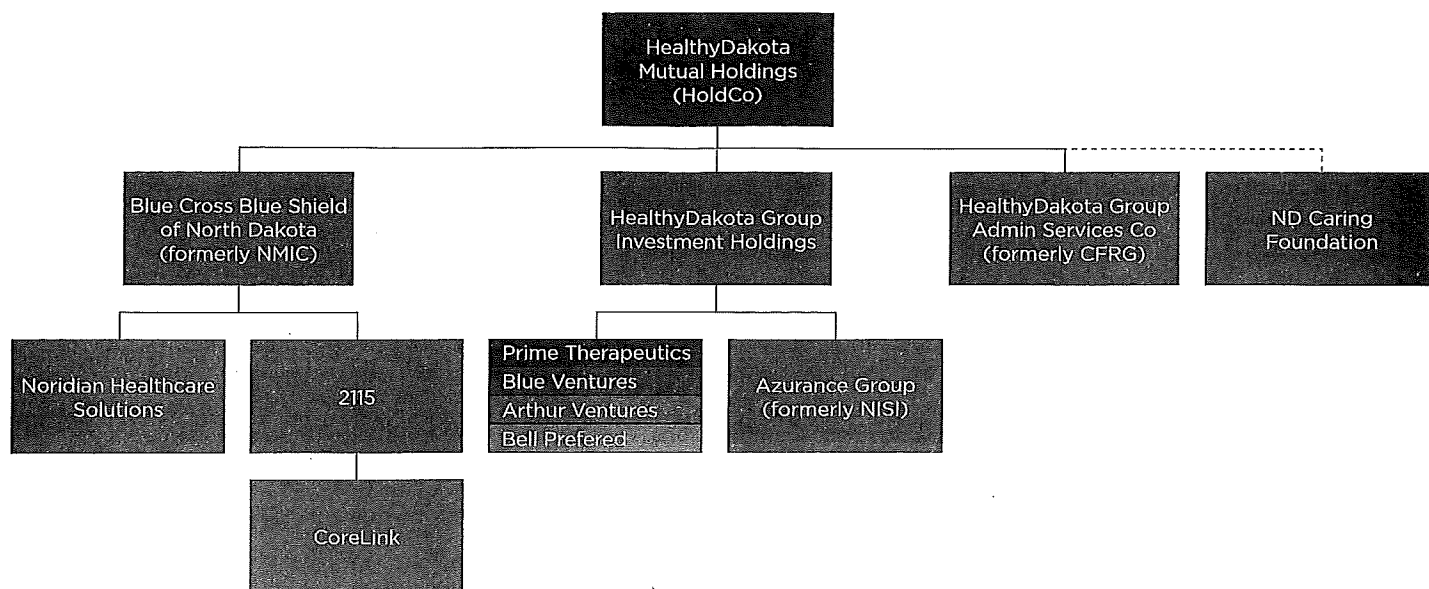 HealthyDakota
Mutual Holdings
(HoldCo)
Blue Cross Blue Shield
of North Dakota
(formerly NMIC)
HealthyDakota Group
Investment Holdings
HealthyDakota Group
Admin Services Co
(formerly CFRG)
ND Caring
Foundation
Noridian Healthcare
Solutions
2115
Prime Therapeutics
Blue Ventures
Arthur Ventures
Bell Prefered
Azurance Group
(formerly NISI)
CoreLink